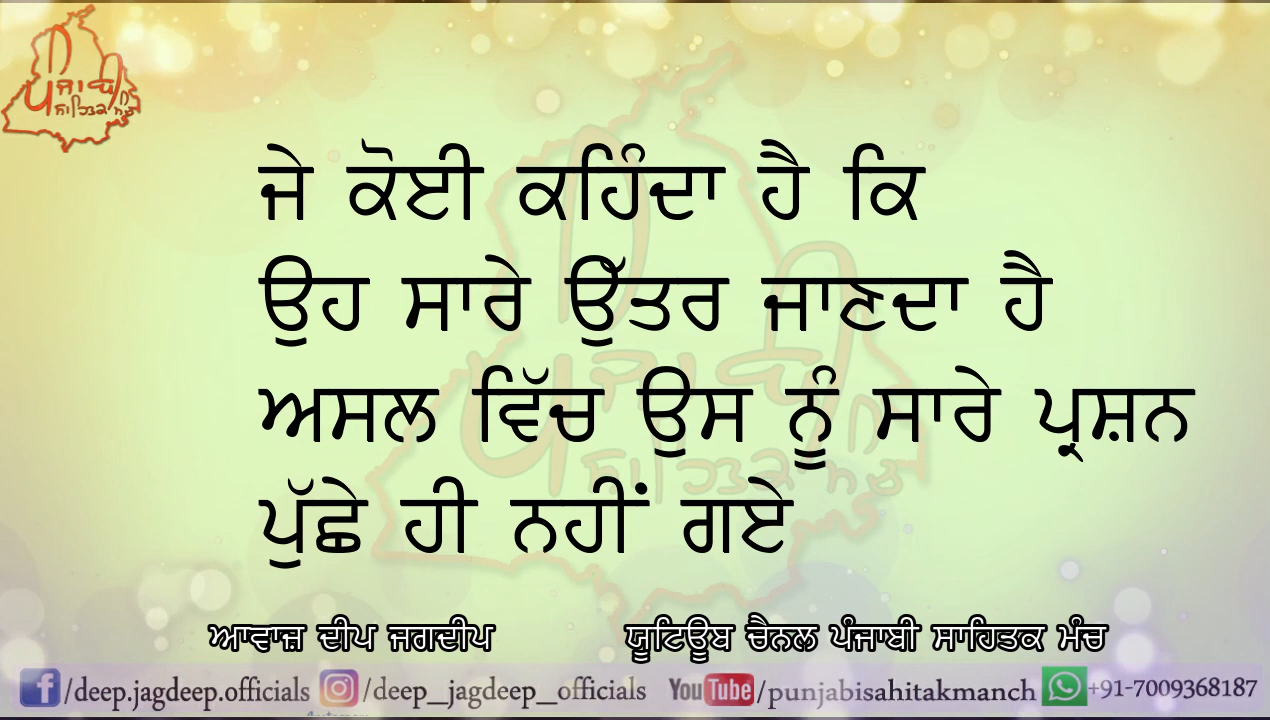 ਪੰਜਾਬੀ
ਸਾਹਿਤਕ ਮੰਚ
ਜੇ ਕੋਈ ਕਹਿੰਦਾ ਹੈ ਕਿ
ਉਹ ਸਾਰੇ ਉੱਤਰ ਜਾਣਦਾ ਹੈ
ਅਸਲ ਵਿੱਚ ਉਸ ਨੂੰ ਸਾਰੇ ਪ੍ਰਸ਼ਨ
ਪੁੱਛੇ ਹੀ ਨਹੀਂ ਗਏ
ਆਵਾਜ਼ ਦੀਪ ਜਗਦੀਪ ਯੂਟਿਊਬ ਚੈਨਲ ਪੰਜਾਬੀ ਸਾਹਿਤਕ ਮੰਚ
f/deep.jagdeep.officials /deep_jagdeep_officials YouTube/punjabisahitakmanch +91-7009368187